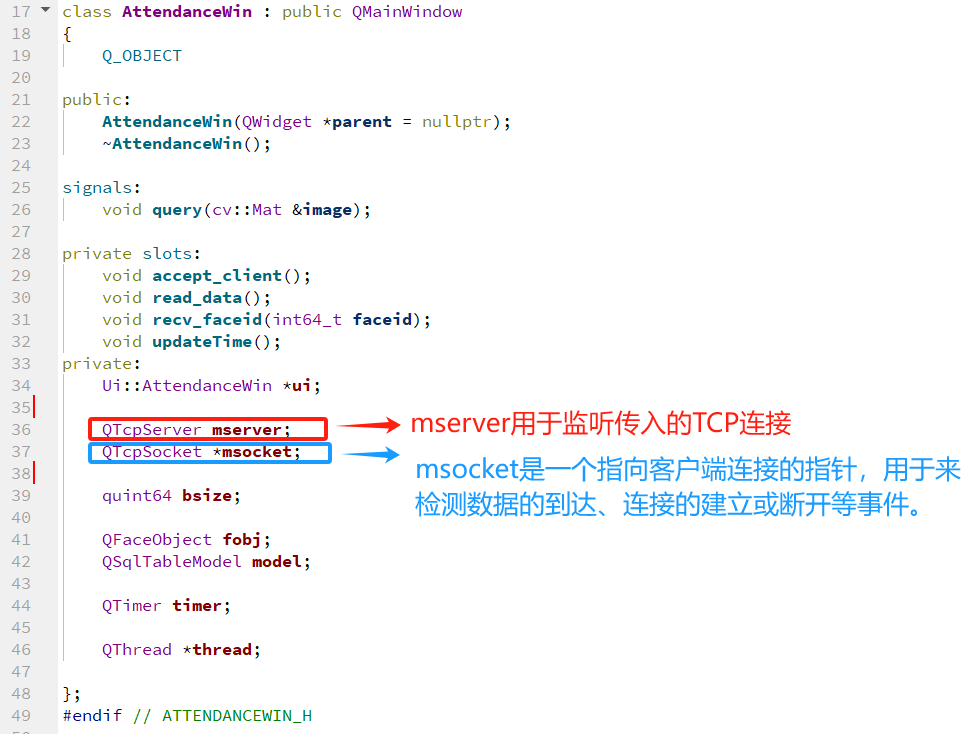 17 class AttendanceWin : public QMainWindow
18 {
19 Q_OBJECT
20
21 public:
22 AttendanceWin(QWidget *parent = nullptr);
23 ~AttendanceWin();
24
25 signals:
26 void query(cv::Mat &image);
27
28 private slots:
29 void accept_client();
30 void read_data();
31 void recv_faceid(int64_t faceid);
32 void updateTime();
33 private:
34 Ui::AttendanceWin *ui;
35
36 QTcpServer mserver; mserver用于监听传入的TCP连接
37 QTcpSocket *msocket; msocket是一个指向客户端连接的指针，用于来
38 检测数据的到达、连接的建立或断开等事件。
39 quint64 bsize;
40
41 QFaceObject fobj;
42 QSqlTableModel model;
43
44 QTimer timer;
45
46 QThread *thread;
47
48 };
49 #endif // ATTENDANCEWIN_H